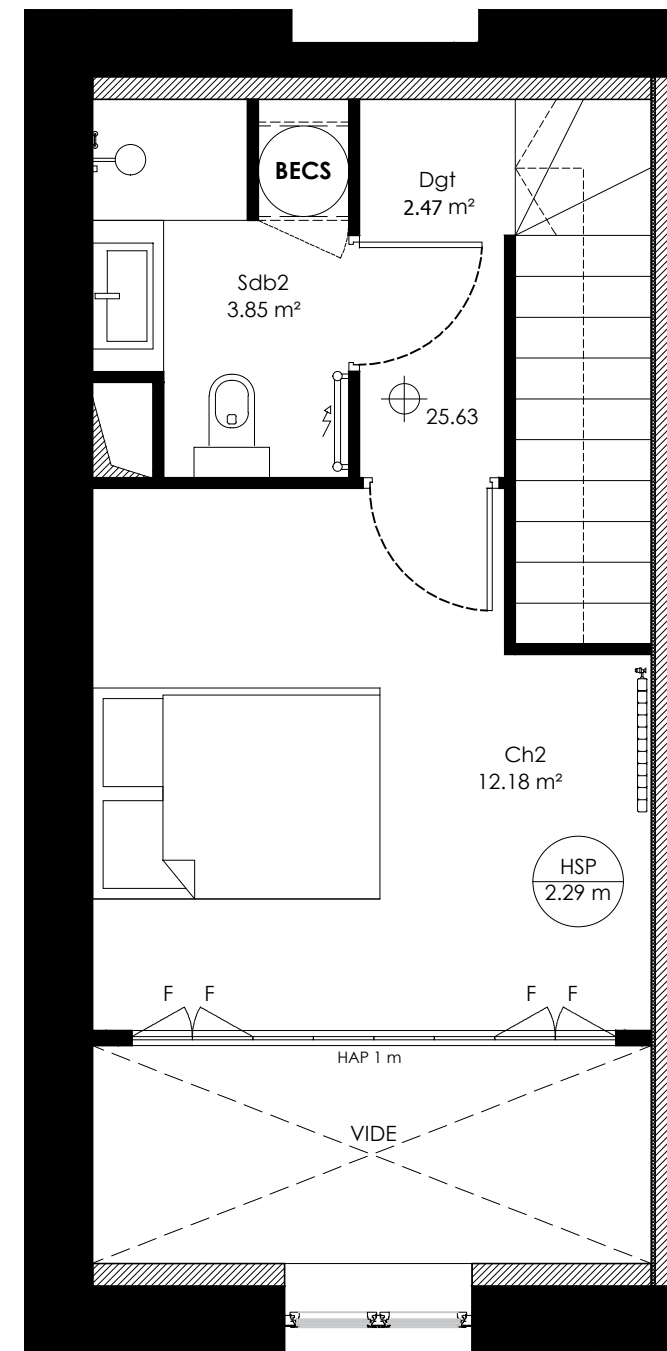 BECS
Dgt
2.47 m²
Sdb2
3.85 m²
25.63
Ch2
12.18 m²
HSP
2.29 m
F F F F
HAP 1 m
VIDE